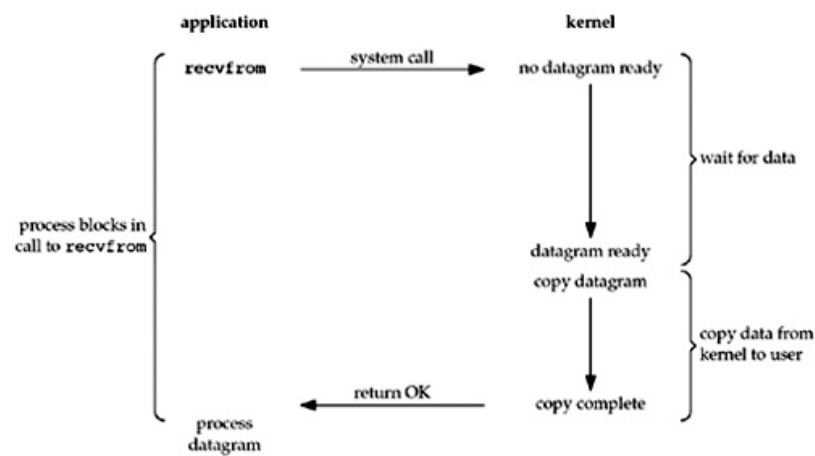 application
kernel
recvfrom
system call
no datagram ready
wait for data
process blocks in
call to recvfrom
datagram ready
copy datagram
copy data from
kernel to user
return OK
copy complete
process
datagram